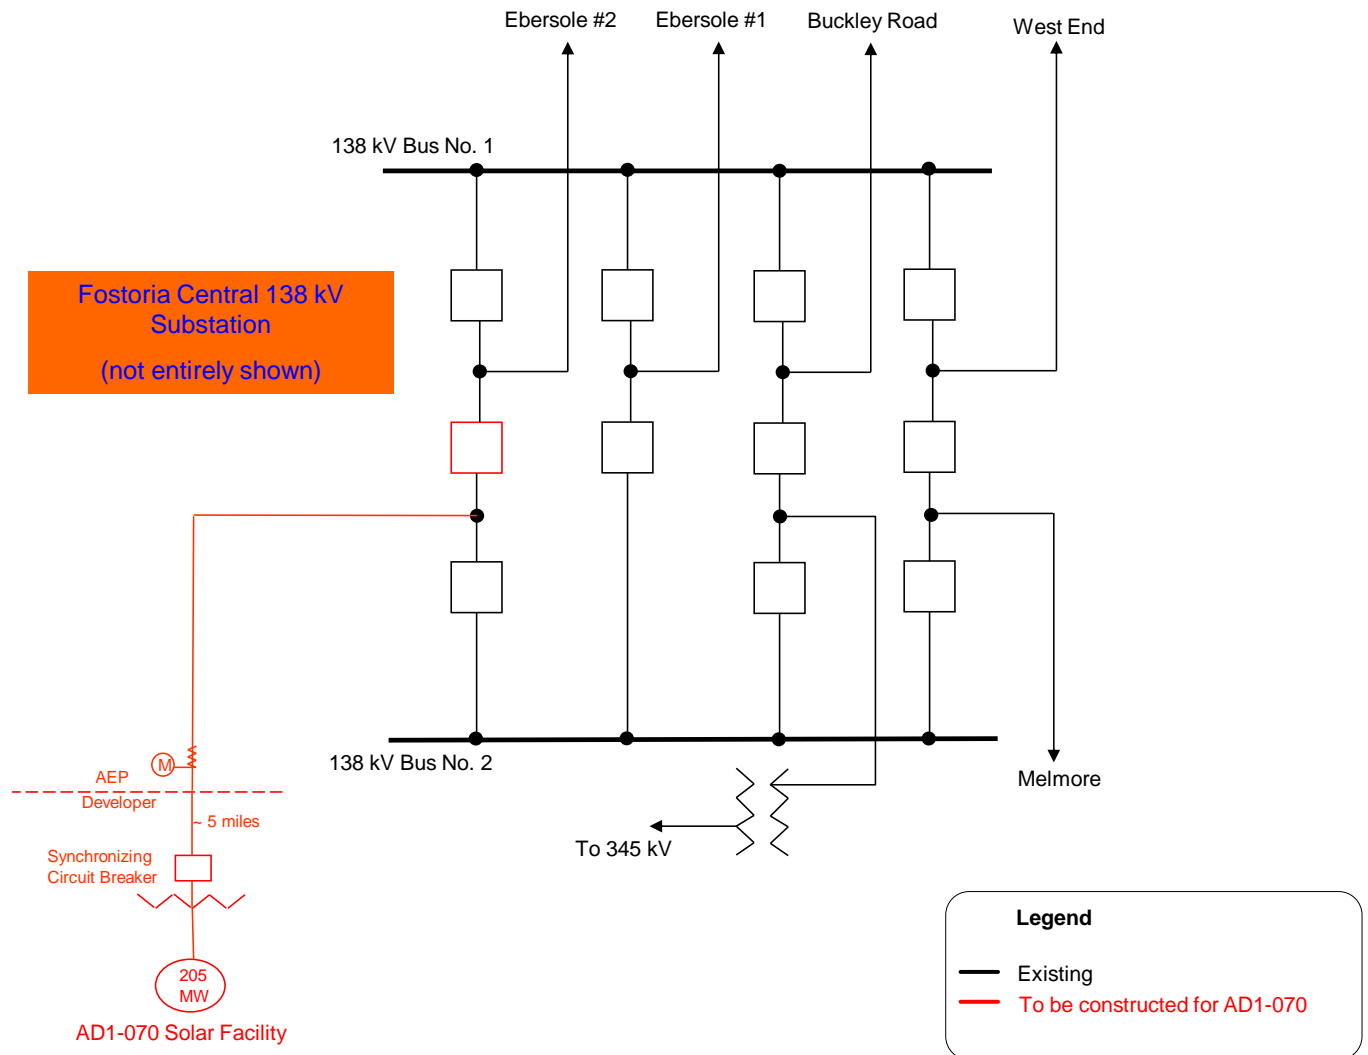 Ebersole #2
Ebersole #1
Buckley Road
West End
138 kV Bus No. 1
Fostoria Central 138 kV
Substation
(not entirely shown)
138 kV Bus No. 2
M
AEP
Developer
~ 5 miles
To 345 kV
Melmore
Synchronizing
Circuit Breaker
205
MW
AD1-070 Solar Facility
Legend
Existing
To be constructed for AD1-070